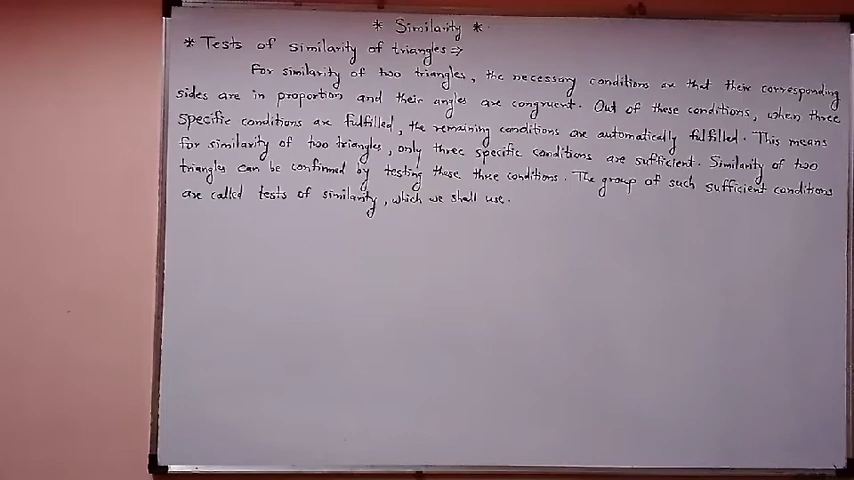 * Similarity *
* Tests of similarity of triangles ⇒
For similarity of two triangles, the necessary conditions are that their corresponding
sides are in proportion and their angles are congruent. Out of these conditions, when three
specific conditions are fulfilled, the remaining conditions are automatically fulfilled. This means
for similarity of two triangles, only three specific conditions are sufficient. Similarity of two
triangles can be confirmed by testing these three conditions. The group of such sufficient conditions
are called tests of similarity, which we shall use.